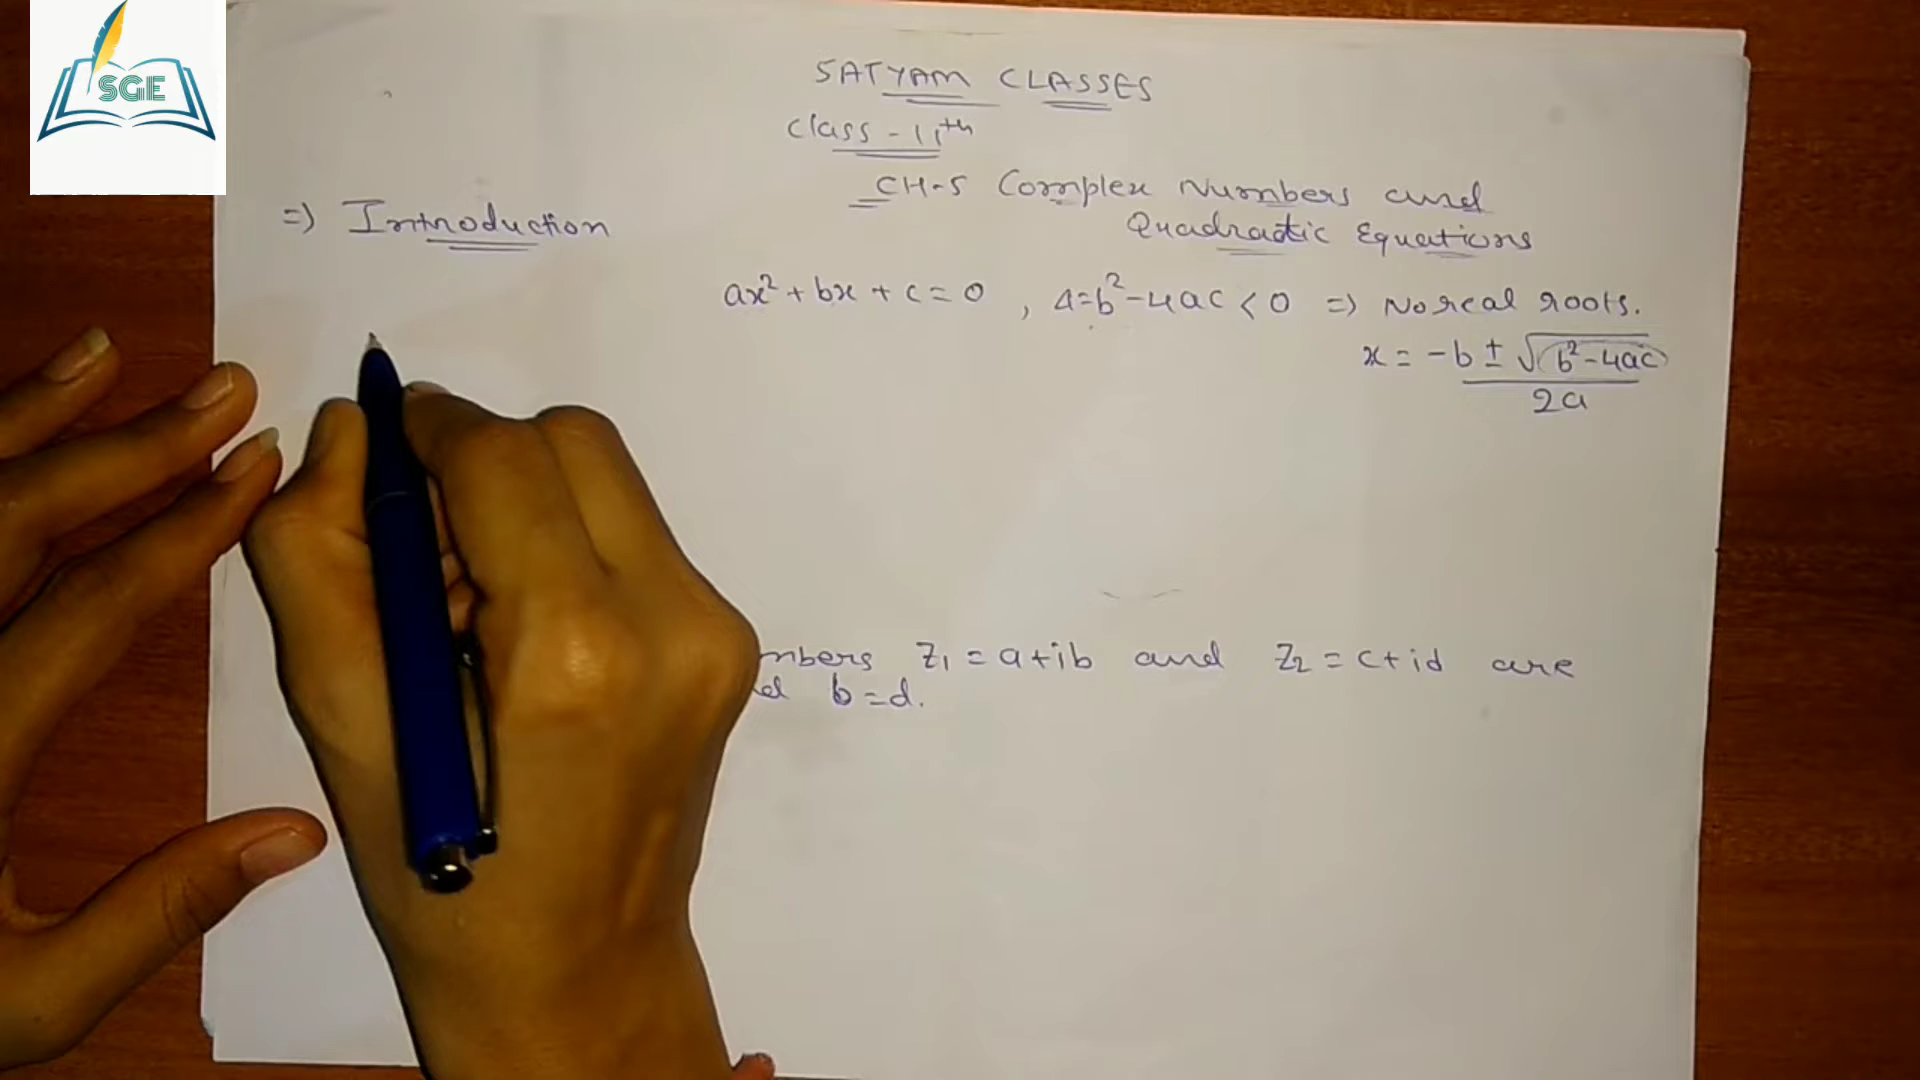 SGE
SATYAM CLASSES
Class - 11th
CH-5 Complex Numbers and
Quadratic Equations
=) Introduction
ax² + bx + c = 0 , D=b²-4ac < 0 => No real roots.
x = -b ± √b²-4ac
2a
mbers Z₁ = a+ib and Z₂ = c+id are
b=d.